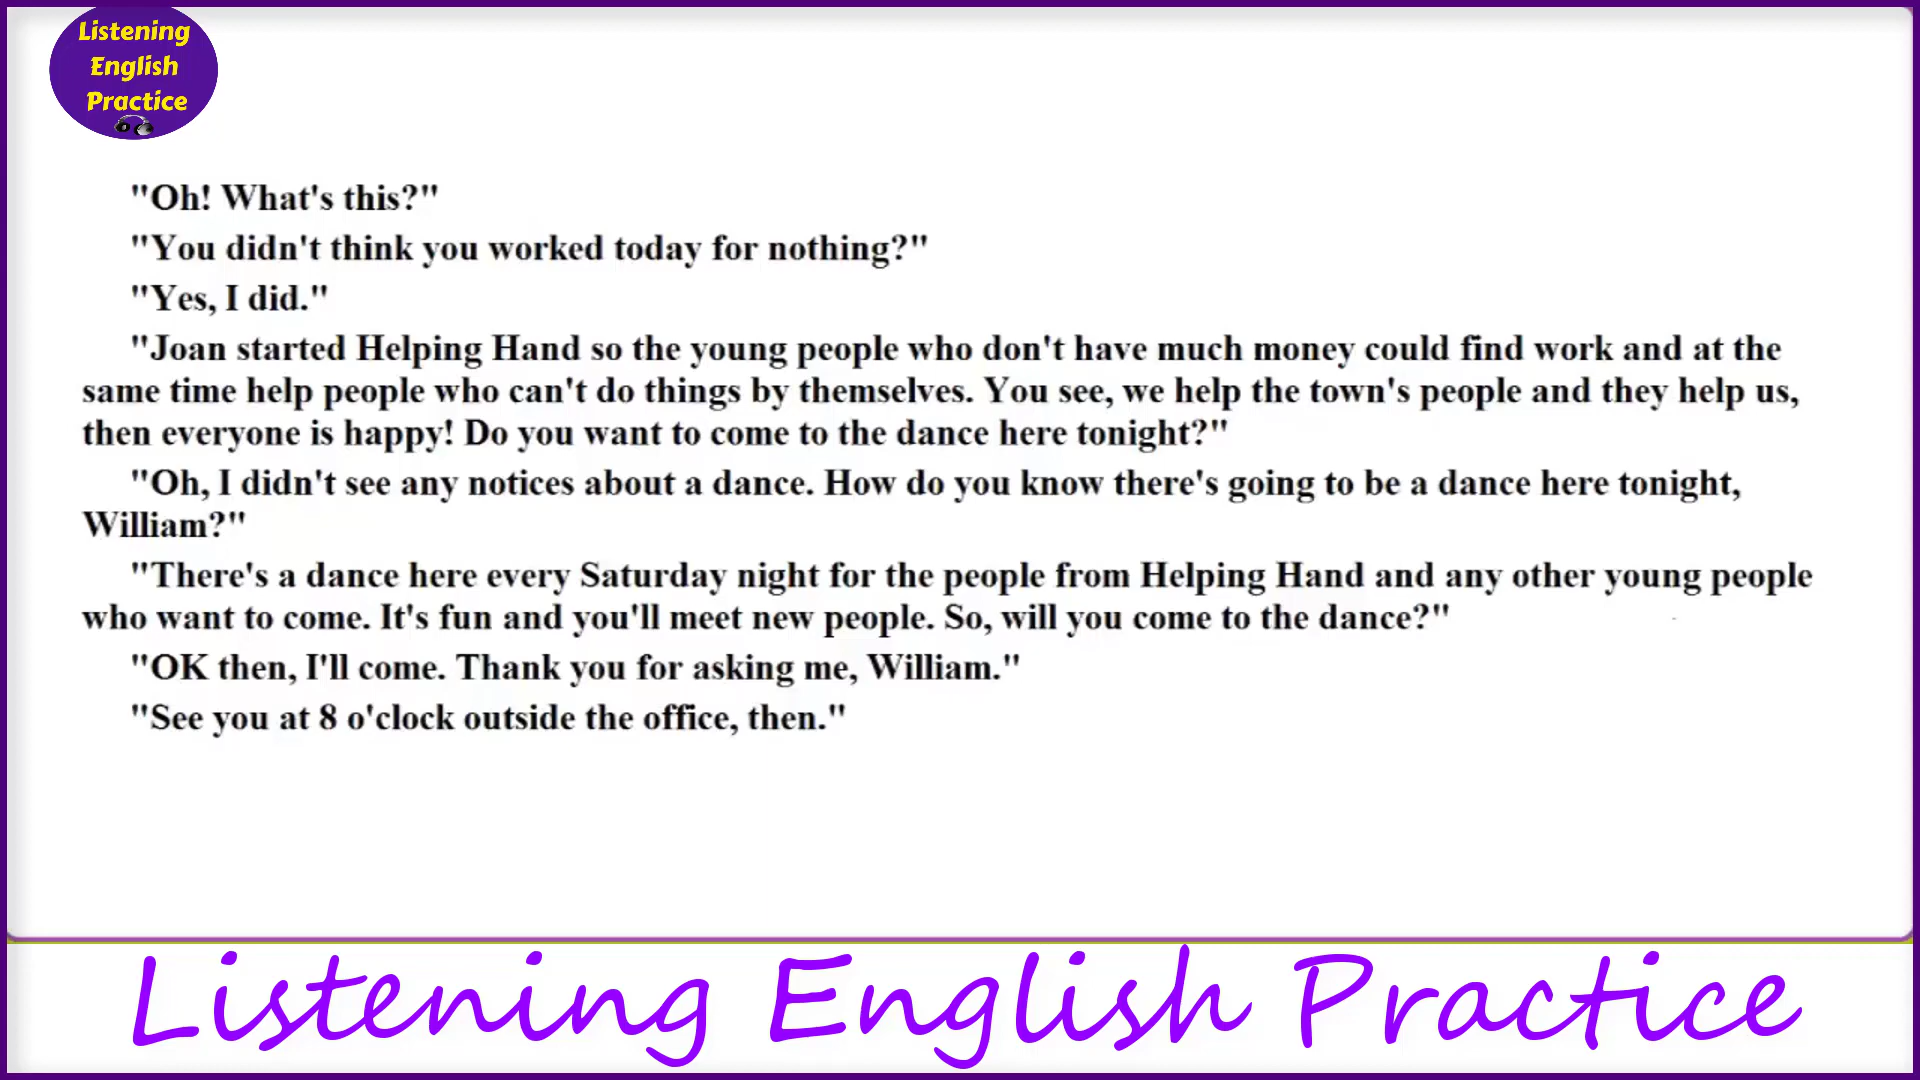 Listening
English
Practice
"Oh! What's this?"
"You didn't think you worked today for nothing?"
"Yes, I did."
"Joan started Helping Hand so the young people who don't have much money could find work and at the
same time help people who can't do things by themselves. You see, we help the town's people and they help us,
then everyone is happy! Do you want to come to the dance here tonight?"
"Oh, I didn't see any notices about a dance. How do you know there's going to be a dance here tonight,
William?"
"There's a dance here every Saturday night for the people from Helping Hand and any other young people
who want to come. It's fun and you'll meet new people. So, will you come to the dance?"
"OK then, I'll come. Thank you for asking me, William."
"See you at 8 o'clock outside the office, then."
Listening English Practice